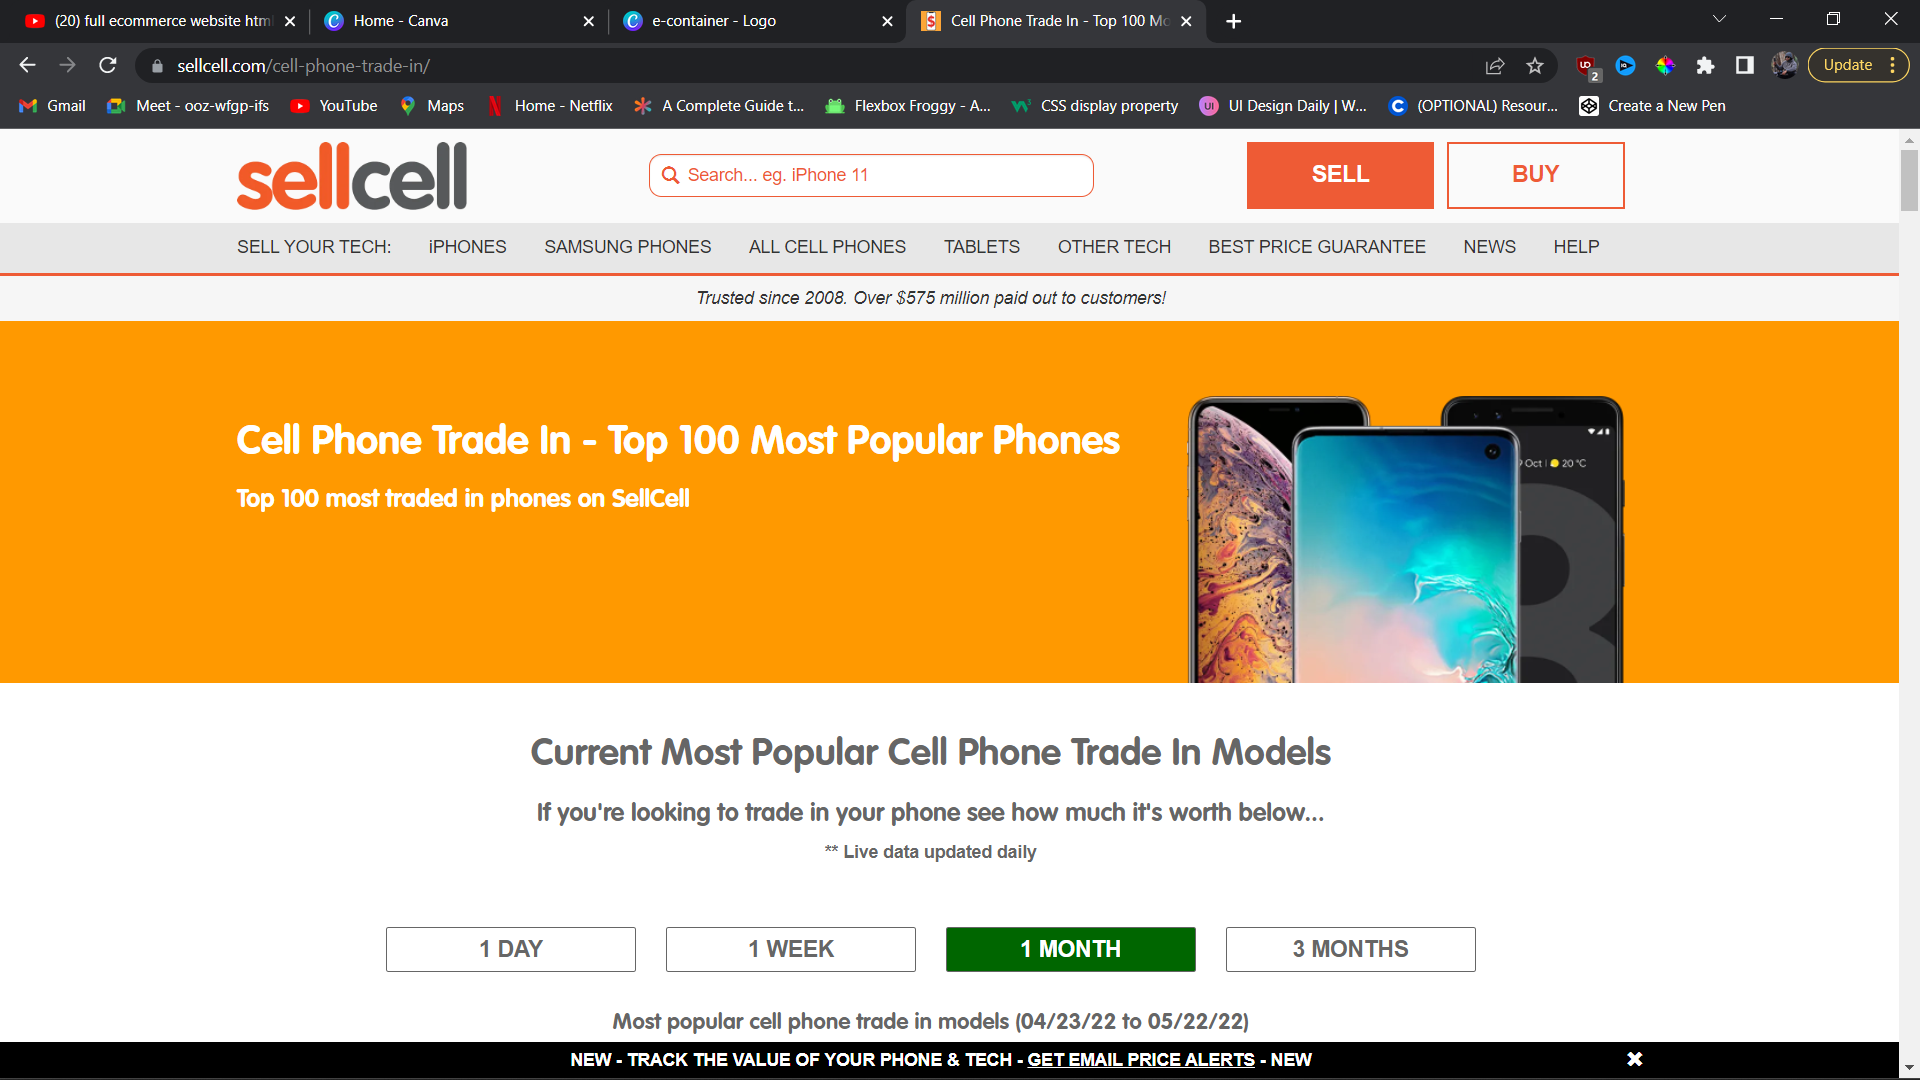 (20) full ecommerce website html
Home - Canva
e-container - Logo
Cell Phone Trade In - Top 100 Mo
sellcell.com/cell-phone-trade-in/
2
Update
Gmail
Meet - ooz-wfgp-ifs
YouTube
Maps
Home - Netflix
A Complete Guide t...
Flexbox Froggy - A...
CSS display property
UI
UI Design Daily | W...
(OPTIONAL) Resour...
Create a New Pen
sellcell
Search... eg. iPhone 11
SELL
BUY
SELL YOUR TECH:
iPHONES
SAMSUNG PHONES
ALL CELL PHONES
TABLETS
OTHER TECH
BEST PRICE GUARANTEE
NEWS
HELP
Trusted since 2008. Over $575 million paid out to customers!
Cell Phone Trade In - Top 100 Most Popular Phones
Top 100 most traded in phones on SellCell
Oct | 20 °C
Current Most Popular Cell Phone Trade In Models
If you're looking to trade in your phone see how much it's worth below...
** Live data updated daily
1 DAY
1 WEEK
1 MONTH
3 MONTHS
Most popular cell phone trade in models (04/23/22 to 05/22/22)
NEW - TRACK THE VALUE OF YOUR PHONE & TECH - GET EMAIL PRICE ALERTS - NEW